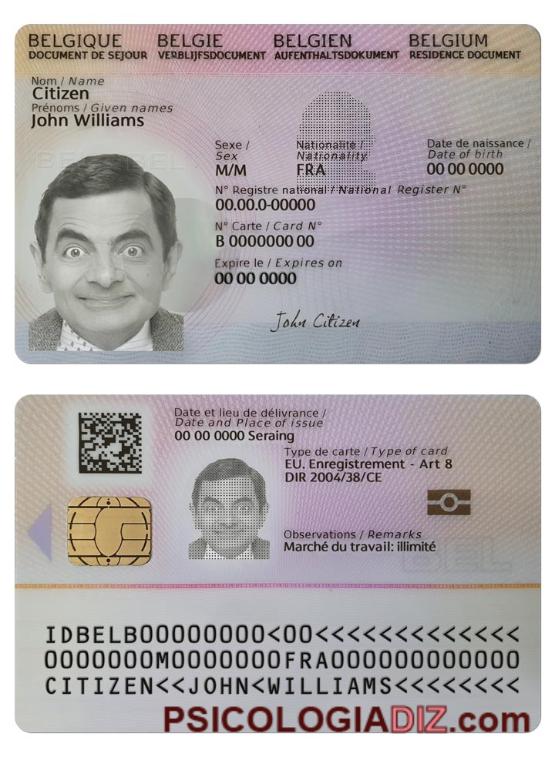 BELGIQUE BELGIE BELGIEN BELGIUM
DOCUMENT DE SEJOUR VERBLIJFSDOCUMENT AUFENTHALTSDOKUMENT RESIDENCE DOCUMENT
Nom / Name
Citizen
Prénoms / Given names
John Williams
Sexe / Sex
M/M
Nationalité / Nationality
FRA
Date de naissance / Date of birth
00 00 0000
N° Registre national / National Register N°
00.00.0-00000
N° Carte / Card N°
B 0000000 00
Expire le / Expires on
00 00 0000
John Citizen
Date et lieu de délivrance /
Date and Place of issue
00 00 0000 Seraing
Type de carte / Type of card
EU. Enregistrement - Art 8
DIR 2004/38/CE
Observations / Remarks
Marché du travail: illimité
BEL
IDBELB00000000<00<<<<<<<<<<<<<
0000000M0000000FRA000000000000
CITIZEN<<JOHN<WILLIAMS<<<<<<<<
PSICOLOGIADIZ.com